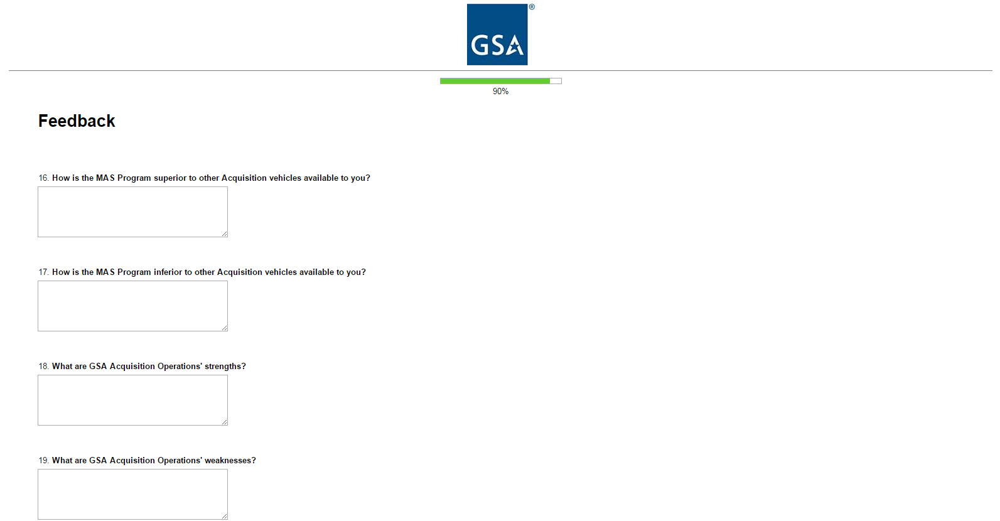 GSA®
90%
Feedback
16. How is the MAS Program superior to other Acquisition vehicles available to you?
17. How is the MAS Program inferior to other Acquisition vehicles available to you?
18. What are GSA Acquisition Operations' strengths?
19. What are GSA Acquisition Operations' weaknesses?